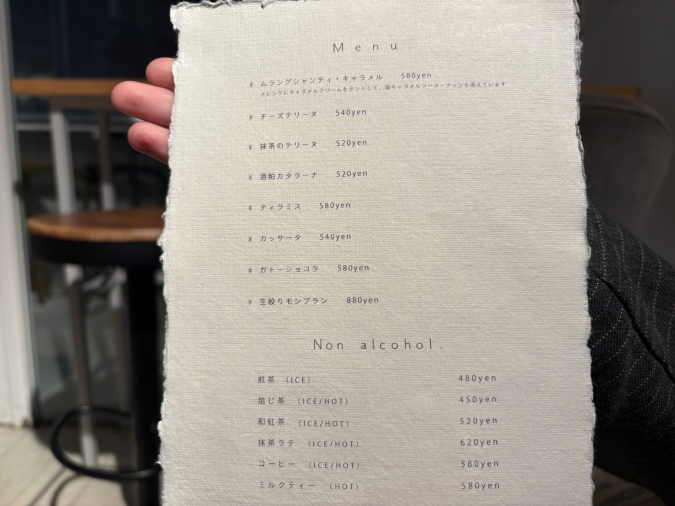 Menu.
* ムラングシャンティ・キャラメル 580yen
メレンゲにキャラメルクリームをサンドして、塩キャラメルソース・ナッツを添えています
* チーズテリーヌ 540yen
* 抹茶のテリーヌ 520yen
* 酒粕カタラーナ 520yen
* ティラミス 580yen
* カッサータ 540yen
* ガトーショコラ 580yen
* 生絞りモンブラン 880yen
Non alcohol.
煎茶 (ICE) 480yen
焙じ茶 (ICE/HOT) 450yen
和紅茶 (ICE/HOT) 520yen
抹茶ラテ (ICE/HOT) 620yen
コーヒー (ICE/HOT) 580yen
ミルクティー (HOT) 580yen